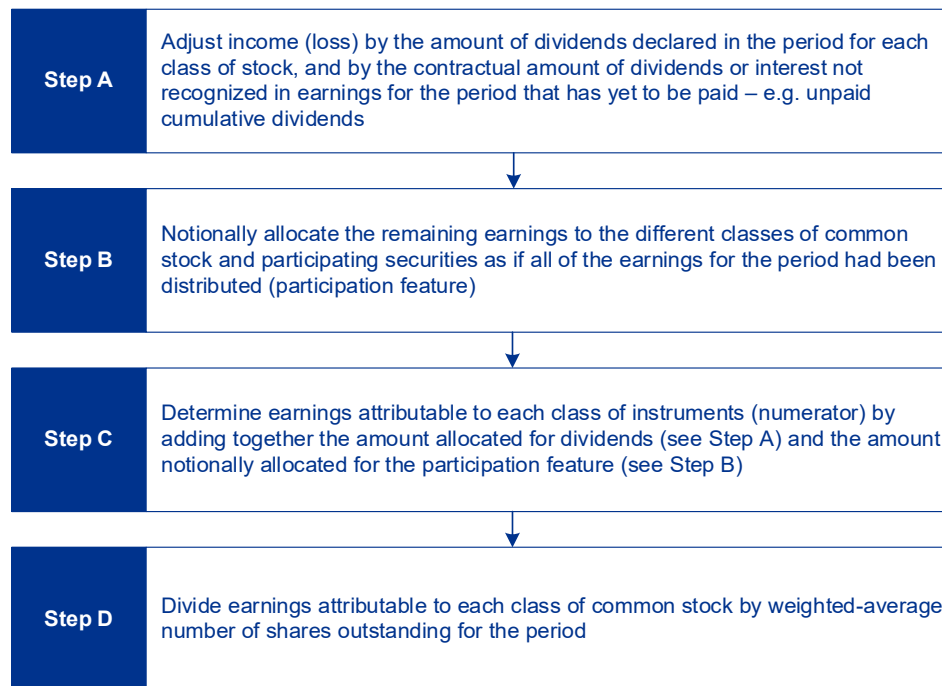 Step A
Adjust income (loss) by the amount of dividends declared in the period for each
class of stock, and by the contractual amount of dividends or interest not
recognized in earnings for the period that has yet to be paid – e.g. unpaid
cumulative dividends
Step B
Notionally allocate the remaining earnings to the different classes of common
stock and participating securities as if all of the earnings for the period had been
distributed (participation feature)
Step C
Determine earnings attributable to each class of instruments (numerator) by
adding together the amount allocated for dividends (see Step A) and the amount
notionally allocated for the participation feature (see Step B)
Step D
Divide earnings attributable to each class of common stock by weighted-average
number of shares outstanding for the period